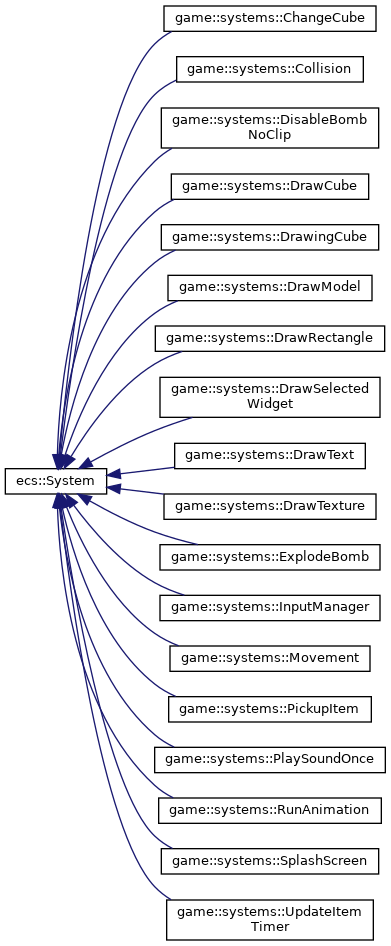 game::systems::ChangeCube
game::systems::Collision
game::systems::DisableBomb
NoClip
game::systems::DrawCube
game::systems::DrawingCube
game::systems::DrawModel
game::systems::DrawRectangle
game::systems::DrawSelected
Widget
game::systems::DrawText
ecs::System
game::systems::DrawTexture
game::systems::ExplodeBomb
game::systems::InputManager
game::systems::Movement
game::systems::PickupItem
game::systems::PlaySoundOnce
game::systems::RunAnimation
game::systems::SplashScreen
game::systems::UpdateItem
Timer